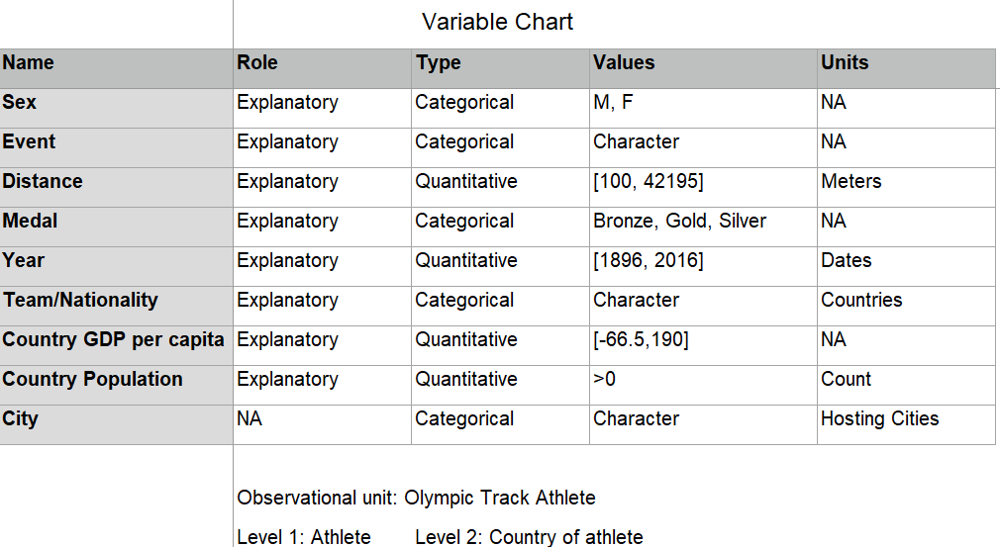 Variable Chart
Name Role Type Values Units
Sex Explanatory Categorical M, F NA
Event Explanatory Categorical Character NA
Distance Explanatory Quantitative [100, 42195] Meters
Medal Explanatory Categorical Bronze, Gold, Silver NA
Year Explanatory Quantitative [1896, 2016] Dates
Team/Nationality Explanatory Categorical Character Countries
Country GDP per capita Explanatory Quantitative [-66.5,190] NA
Country Population Explanatory Quantitative >0 Count
City NA Categorical Character Hosting Cities
Observational unit: Olympic Track Athlete
Level 1: Athlete Level 2: Country of athlete